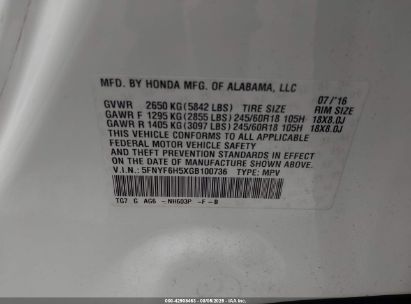 MFD. BY HONDA MFG. OF ALABAMA, LLC
07/'16
GVWR 2650 KG (5842 LBS) TIRE SIZE RIM SIZE
GAWR F 1295 KG (2855 LBS) 245/60R18 105H 18X8.0J
GAWR R 1405 KG (3097 LBS) 245/60R18 105H 18X8.0J
THIS VEHICLE CONFORMS TO ALL APPLICABLE
FEDERAL MOTOR VEHICLE SAFETY AND THEFT
PREVENTION STANDARDS IN EFFECT ON THE DATE
OF MANUFACTURE SHOWN ABOVE.
V.I.N.: 5FNYF6H5XGB100736 TYPE: MPV
TG7 G AG6 - NH603P -F -B